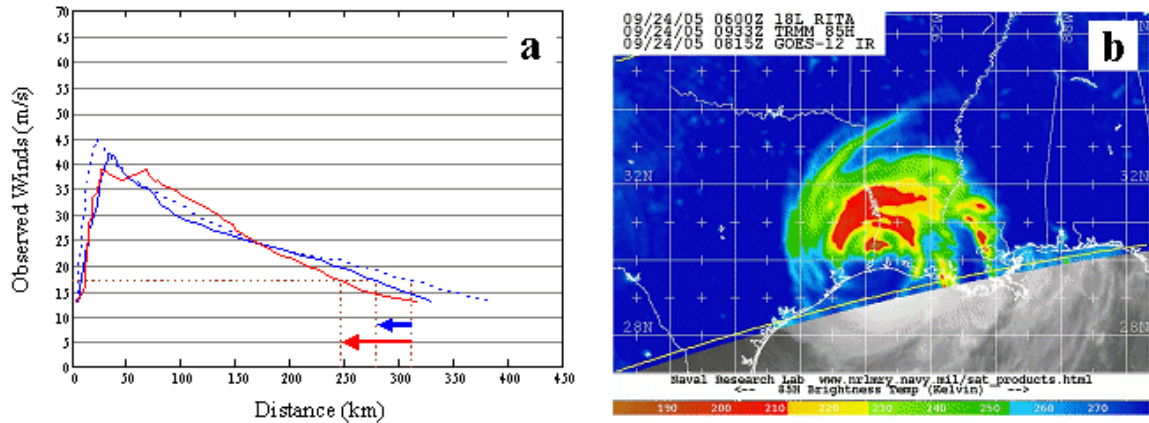 a
70
65
60
55
50
45
40
35
30
25
20
15
10
5
0
Observed Winds (m/s)
0 50 100 150 200 250 300 350 400 450
Distance (km)
b
09/24/05 0600Z 18L RITA
09/24/05 0933Z TRMM 85H
09/24/05 0815Z GOES-12 IR
92W
88W
32N 32N
28N 28N
Naval Research Lab www.nrlmry.navy.mil/sat_products.html
<-- 85H Brightness Temp (Kelvin) -->
190 200 210 220 230 240 250 260 270